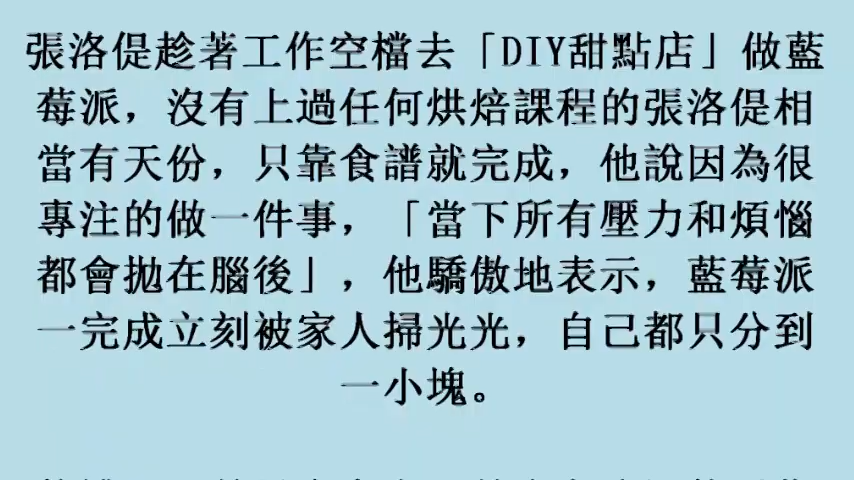 張洛偍趁著工作空檔去「DIY甜點店」做藍
莓派，沒有上過任何烘焙課程的張洛偍相
當有天份，只靠食譜就完成，他說因為很
專注的做一件事，「當下所有壓力和煩惱
都會拋在腦後」，他驕傲地表示，藍莓派
一完成立刻被家人掃光光，自己都只分到
一小塊。